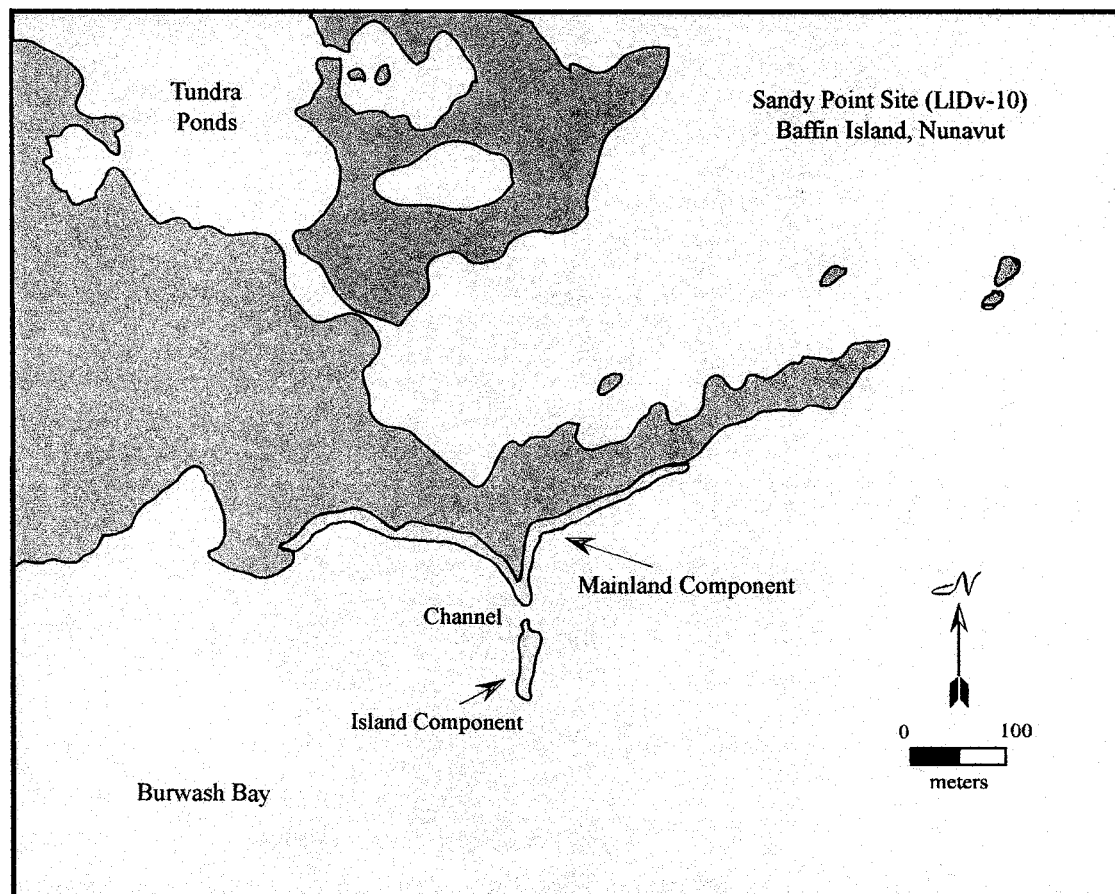 Tundra
Ponds
Sandy Point Site (LlDv-10)
Baffin Island, Nunavut
Mainland Component
Channel
Island Component
N
0 100
meters
Burwash Bay